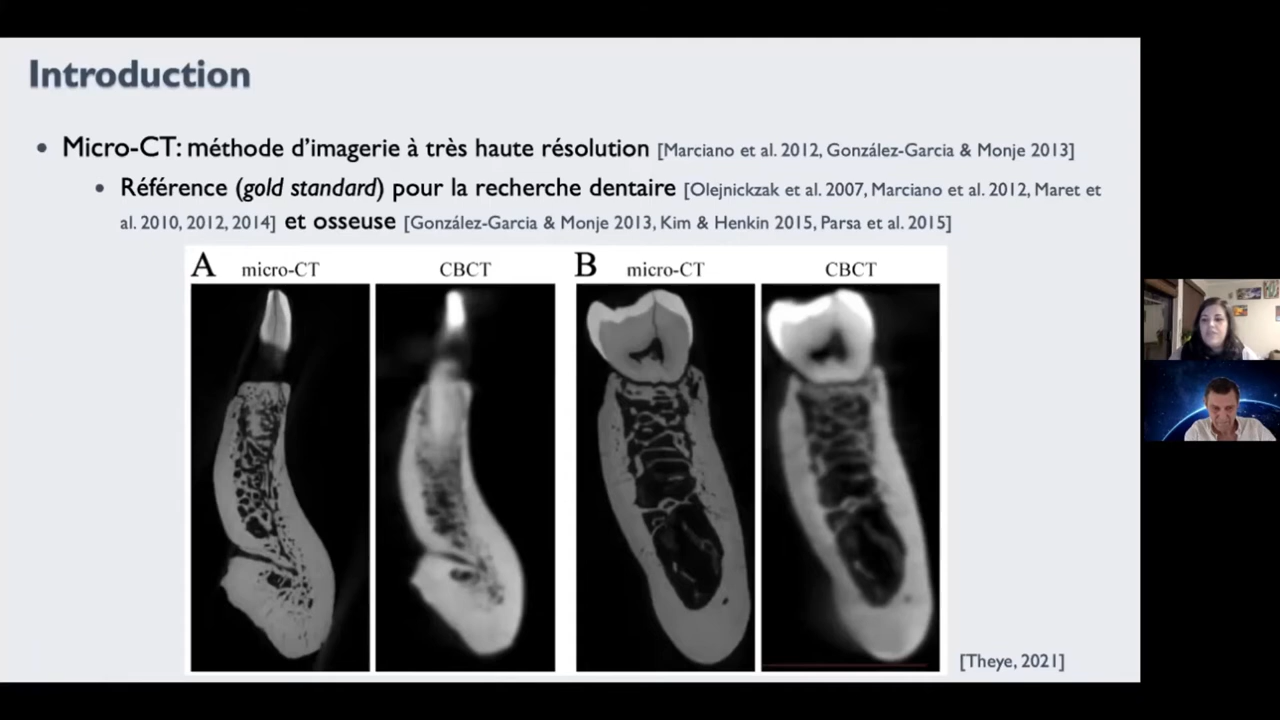 Introduction
• Micro-CT: méthode d'imagerie à très haute résolution [Marciano et al. 2012, González-Garcia & Monje 2013]
• Référence (gold standard) pour la recherche dentaire [Olejnickzak et al. 2007, Marciano et al. 2012, Maret et
al. 2010, 2012, 2014] et osseuse [González-Garcia & Monje 2013, Kim & Henkin 2015, Parsa et al. 2015]
A micro-CT CBCT B micro-CT CBCT
[Theye, 2021]